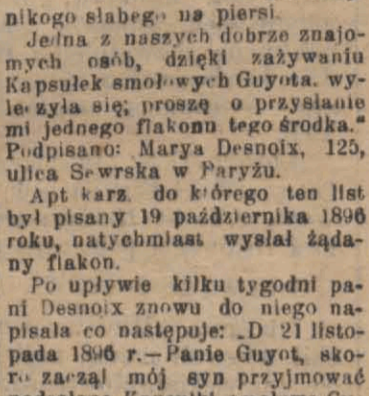 nikogo słabego na piersi.
Jedna z naszych dobrze znajo-
mych osób, dzięki zażywaniu
Kapsułek smołowych Guyota. wy-
leczyła się; proszę o przysłanie
mi jednego flakonu tego środka."
Podpisano: Marya Desnoix, 125,
ulica Sewrska w Paryżu.
Apt karz. do którego ten list
był pisany 19 października 1896
roku, natychmiast wysłał żąda-
ny flakon.
Po upływie kilku tygodni pa-
ni Desnoix znowu do niego na-
pisała co następuje: „D 21 listo-
pada 1896 r.—Panie Guyot, sko-
ro zaczął mój syn przyjmować